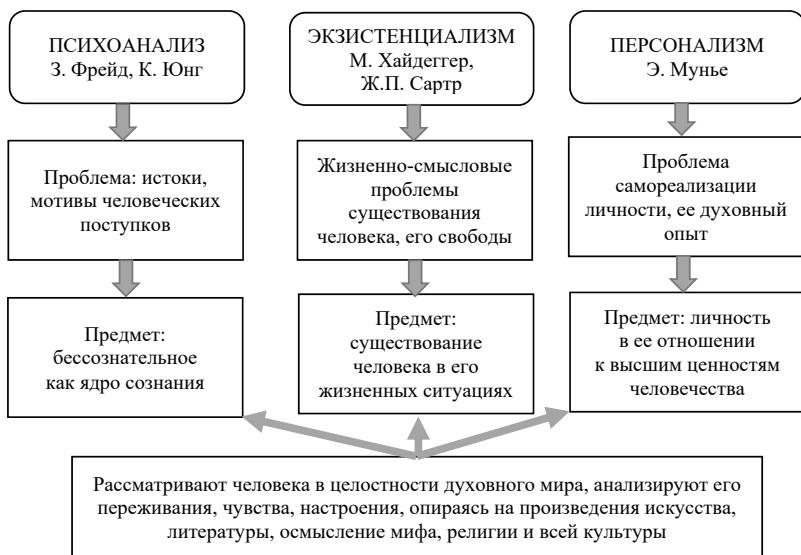 ПСИХОАНАЛИЗ
З. Фрейд, К. Юнг
ЭКЗИСТЕНЦИАЛИЗМ
М. Хайдеггер,
Ж.П. Сартр
ПЕРСОНАЛИЗМ
Э. Мунье
Проблема: истоки,
мотивы человеческих
поступков
Жизненно-смысловые
проблемы
существования
человека, его свободы
Проблема
самореализации
личности, ее духовный
опыт
Предмет:
бессознательное
как ядро сознания
Предмет:
существование
человека в его
жизненных ситуациях
Предмет: личность
в ее отношении
к высшим ценностям
человечества
Рассматривают человека в целостности духовного мира, анализируют его
переживания, чувства, настроения, опираясь на произведения искусства,
литературы, осмысление мифа, религии и всей культуры